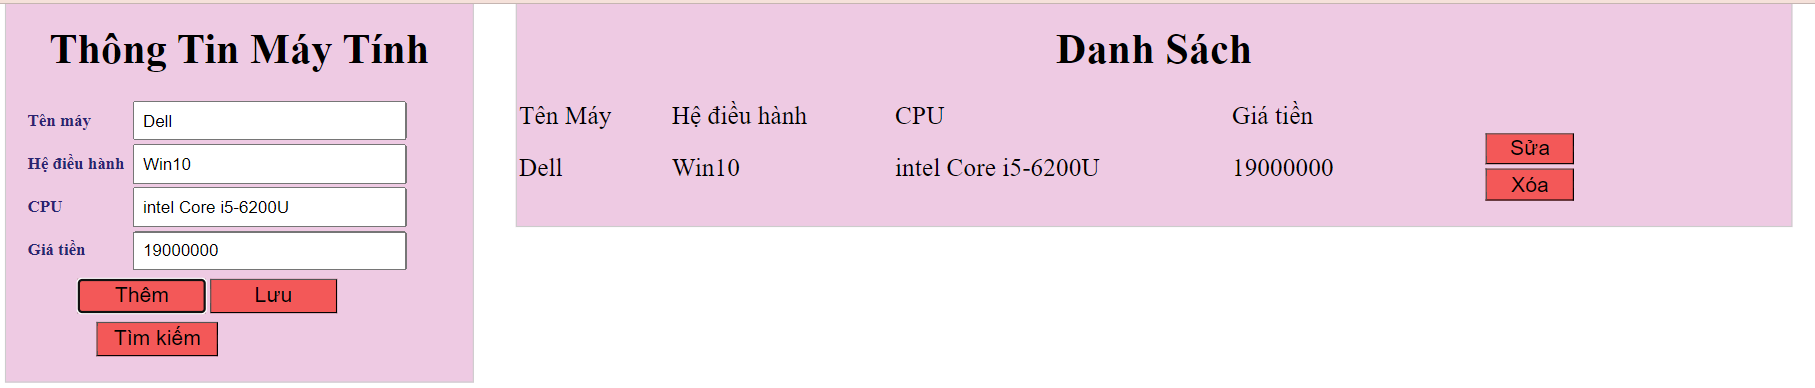 Thông Tin Máy Tính
Tên máy Dell
Hệ điều hành Win10
CPU intel Core i5-6200U
Giá tiền 19000000
Thêm Lưu
Tìm kiếm
Danh Sách
Tên Máy Hệ điều hành CPU Giá tiền
Dell Win10 intel Core i5-6200U 19000000 Sửa
Xóa